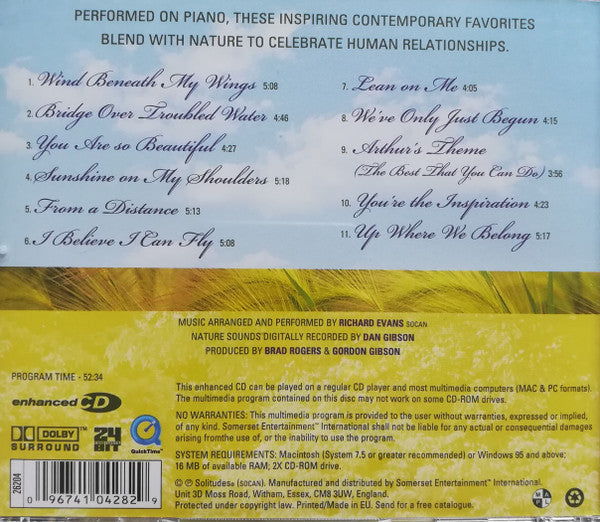 PERFORMED ON PIANO, THESE INSPIRING CONTEMPORARY FAVORITES
BLEND WITH NATURE TO CELEBRATE HUMAN RELATIONSHIPS.
1. Wind Beneath My Wings 5:08
2. Bridge Over Troubled Water 4:46
3. You Are so Beautiful 4:27
4. Sunshine on My Shoulders 5:18
5. From a Distance 5:13
6. I Believe I Can Fly 5:08
7. Lean on Me 4:05
8. We've Only Just Begun 4:15
9. Arthur's Theme
(The Best That You Can Do) 3:56
10. You're the Inspiration 4:23
11. Up Where We Belong 5:17
MUSIC ARRANGED AND PERFORMED BY RICHARD EVANS SOCAN
NATURE SOUNDS DIGITALLY RECORDED BY DAN GIBSON
PRODUCED BY BRAD ROGERS & GORDON GIBSON
PROGRAM TIME - 52:34
enhanced CD
DOLBY
SURROUND
24
BIT
QuickTime™
This enhanced CD can be played on a regular CD player and most multimedia computers (MAC & PC formats).
The multimedia program contained on this disc may not work on some CD-ROM drives.
NO WARRANTIES: This multimedia program is provided to the user without warranties, expressed or implied,
of any kind. Somerset Entertainment™ International shall not be liable for any actual or consequential damages
arising fromthe use of, or the inability to use the program.
SYSTEM REQUIREMENTS: Macintosh (System 7.5 or greater recommended) or Windows 95 and above;
16 MB of available RAM; 2X CD-ROM drive.
© ℗ Solitudes® (SOCAN). Manufactured and distributed by Somerset Entertainment™ International.
Unit 3D Moss Road, Witham, Essex, CM8 3UW, England.
Protected under copyright law. Printed/Made in EU. Send for a free catalogue.
26204
0 96741 04282 9